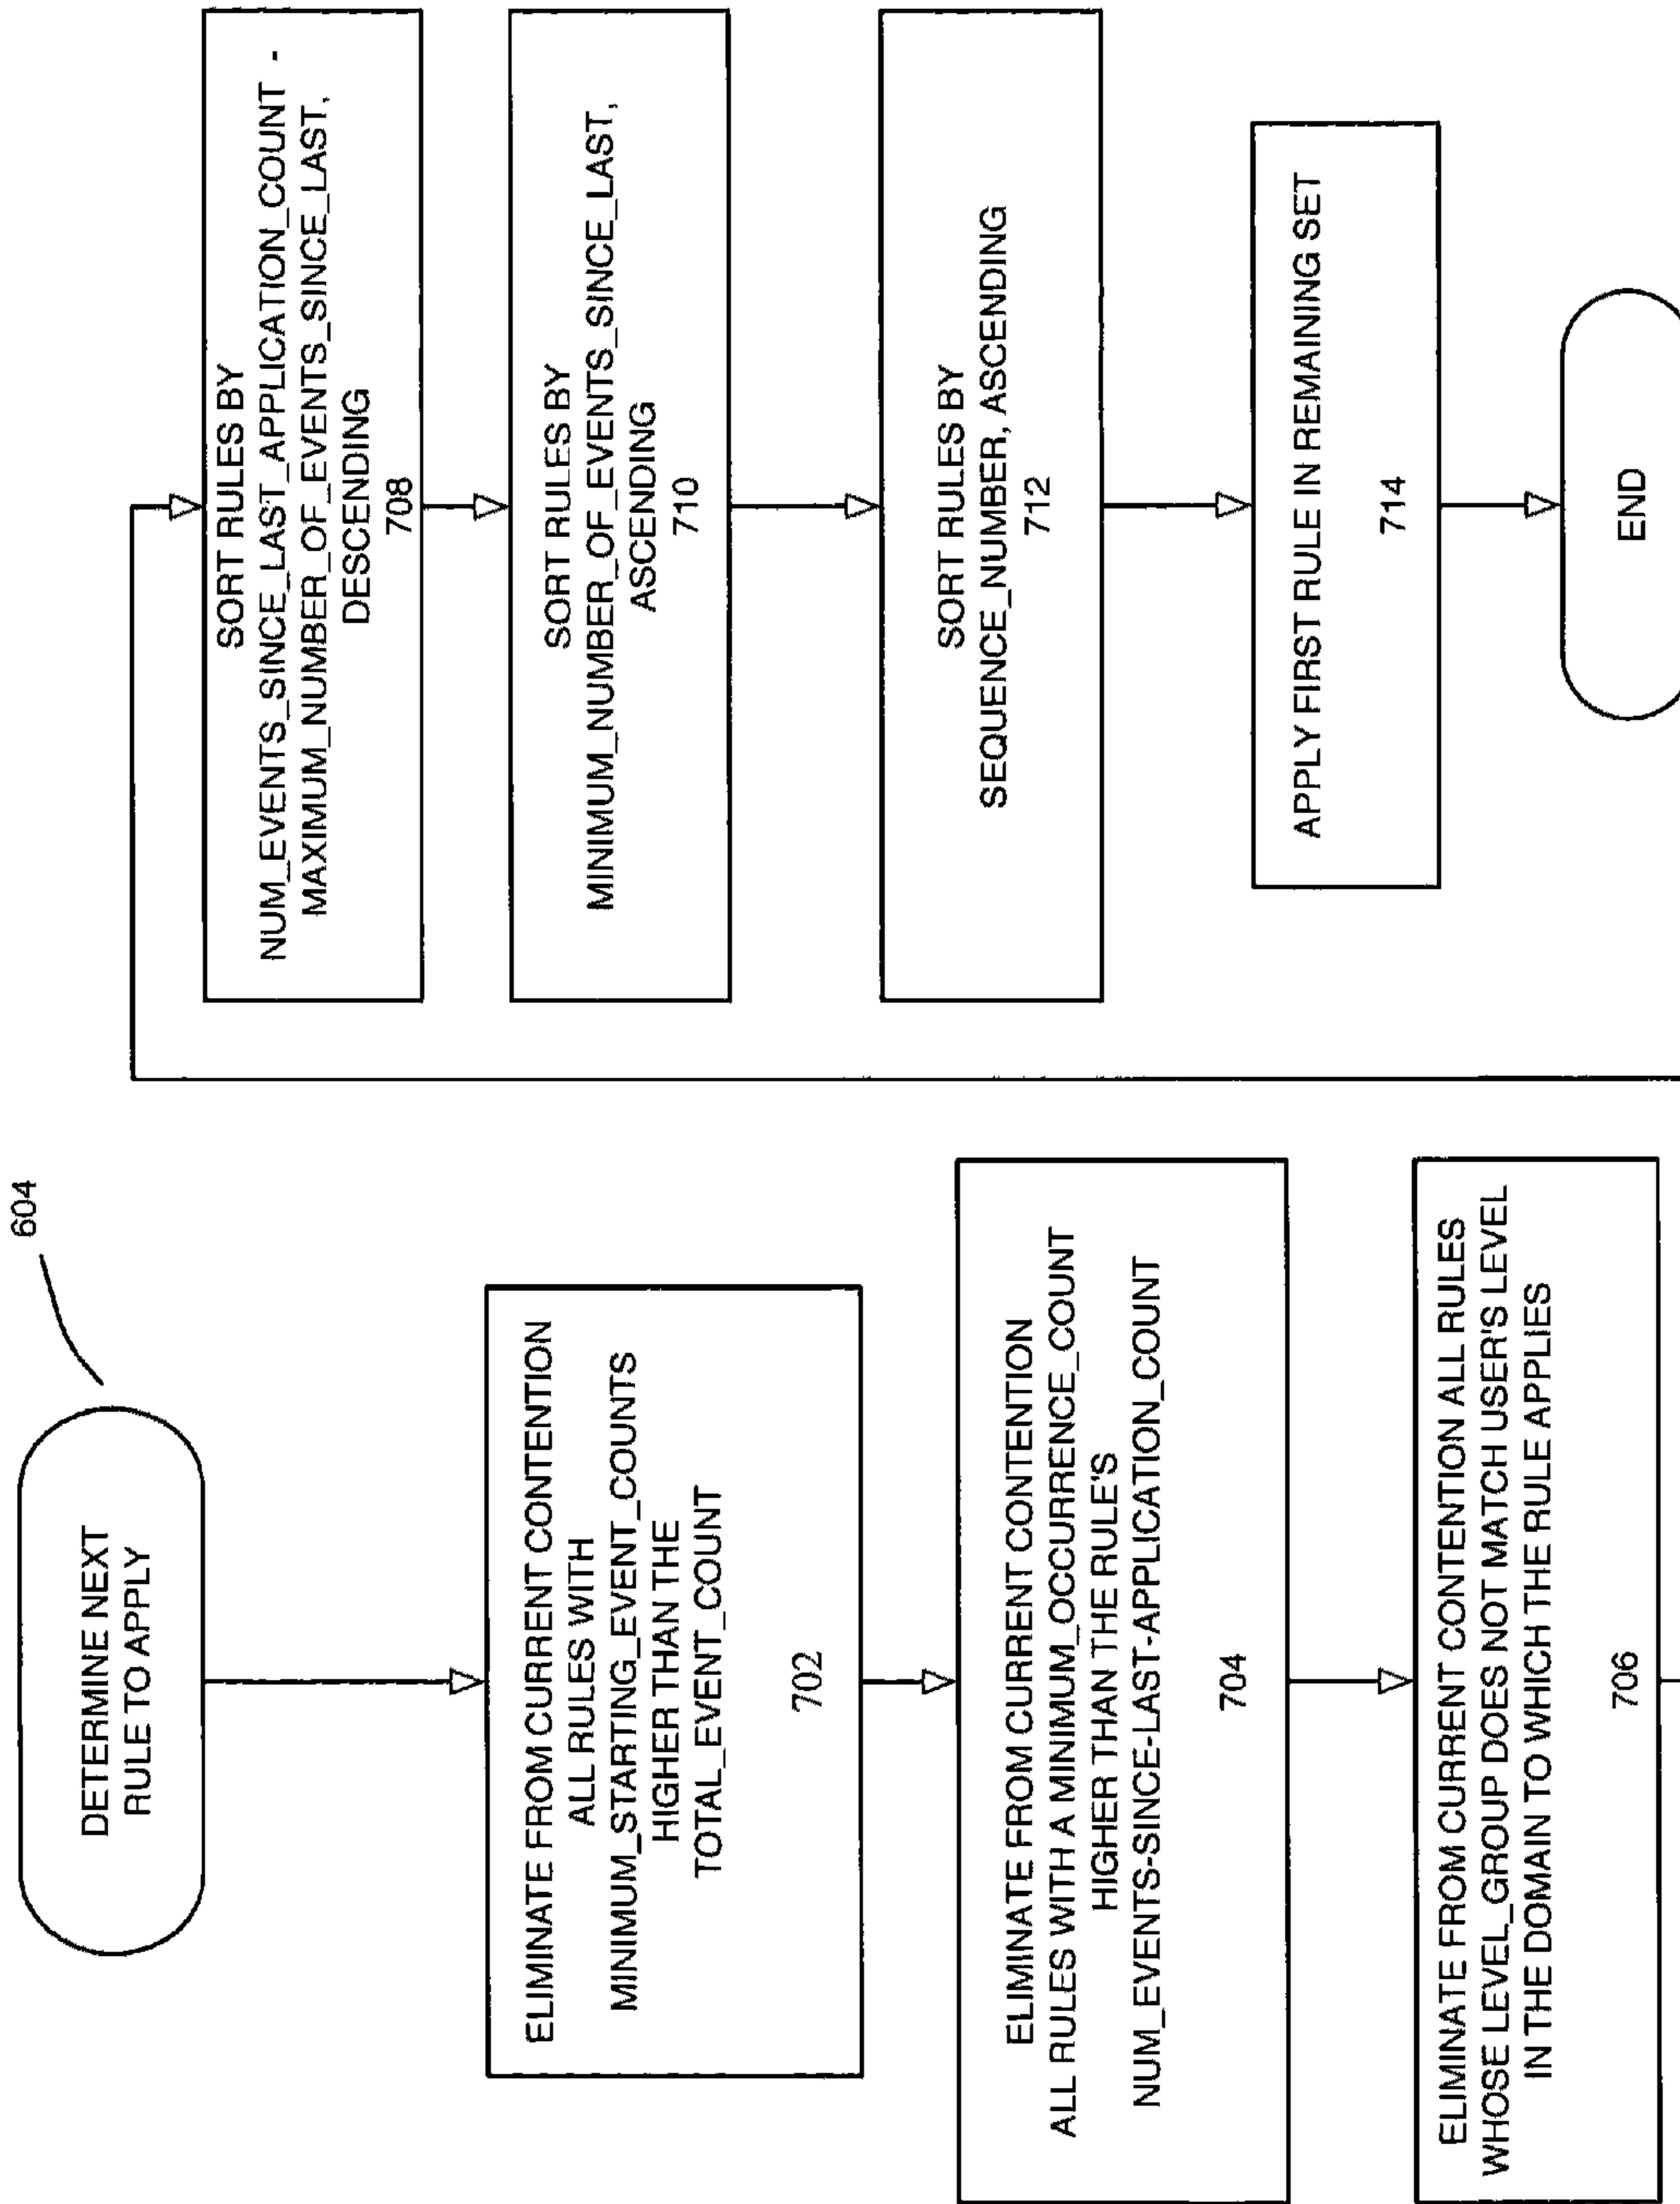 604
DETERMINE NEXT
RULE TO APPLY
ELIMINATE FROM CURRENT CONTENTION
ALL RULES WITH
MINIMUM_STARTING_EVENT_COUNTS
HIGHER THAN THE
TOTAL_EVENT_COUNT
702
ELIMINATE FROM CURRENT CONTENTION
ALL RULES WITH A MINIMUM_OCCURRENCE_COUNT
HIGHER THAN THE RULE'S
NUM_EVENTS-SINCE-LAST-APPLICATION_COUNT
704
ELIMINATE FROM CURRENT CONTENTION ALL RULES
WHOSE LEVEL_GROUP DOES NOT MATCH USER'S LEVEL
IN THE DOMAIN TO WHICH THE RULE APPLIES
706
SORT RULES BY
NUM_EVENTS_SINCE_LAST_APPLICATION_COUNT -
MAXIMUM_NUMBER_OF_EVENTS_SINCE_LAST,
DESCENDING
708
SORT RULES BY
MINIMUM_NUMBER_OF_EVENTS_SINCE_LAST,
ASCENDING
710
SORT RULES BY
SEQUENCE_NUMBER, ASCENDING
712
APPLY FIRST RULE IN REMAINING SET
714
END